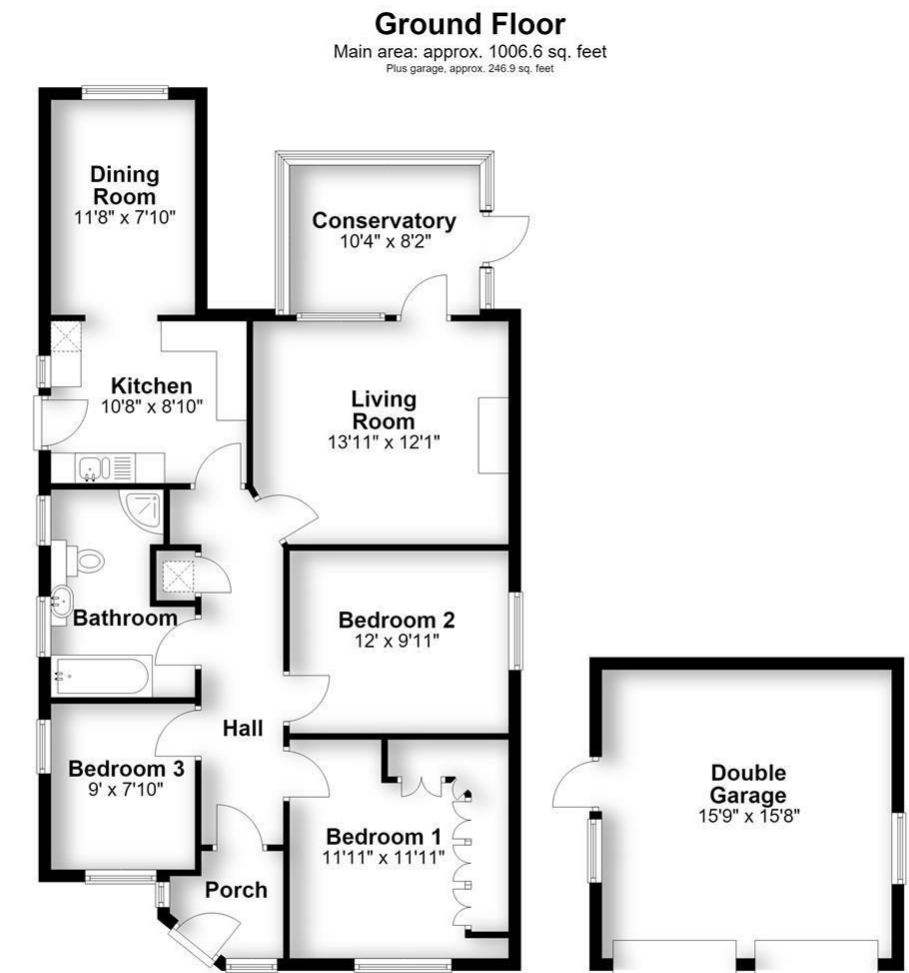 Ground Floor
Main area: approx. 1006.6 sq. feet
Plus garage, approx. 246.9 sq. feet
Dining
Room
11'8" x 7'10"
Conservatory
10'4" x 8'2"
Kitchen
10'8" x 8'10"
Living
Room
13'11" x 12'1"
Bathroom
Bedroom 2
12' x 9'11"
Hall
Bedroom 3
9' x 7'10"
Bedroom 1
11'11" x 11'11"
Porch
Double
Garage
15'9" x 15'8"